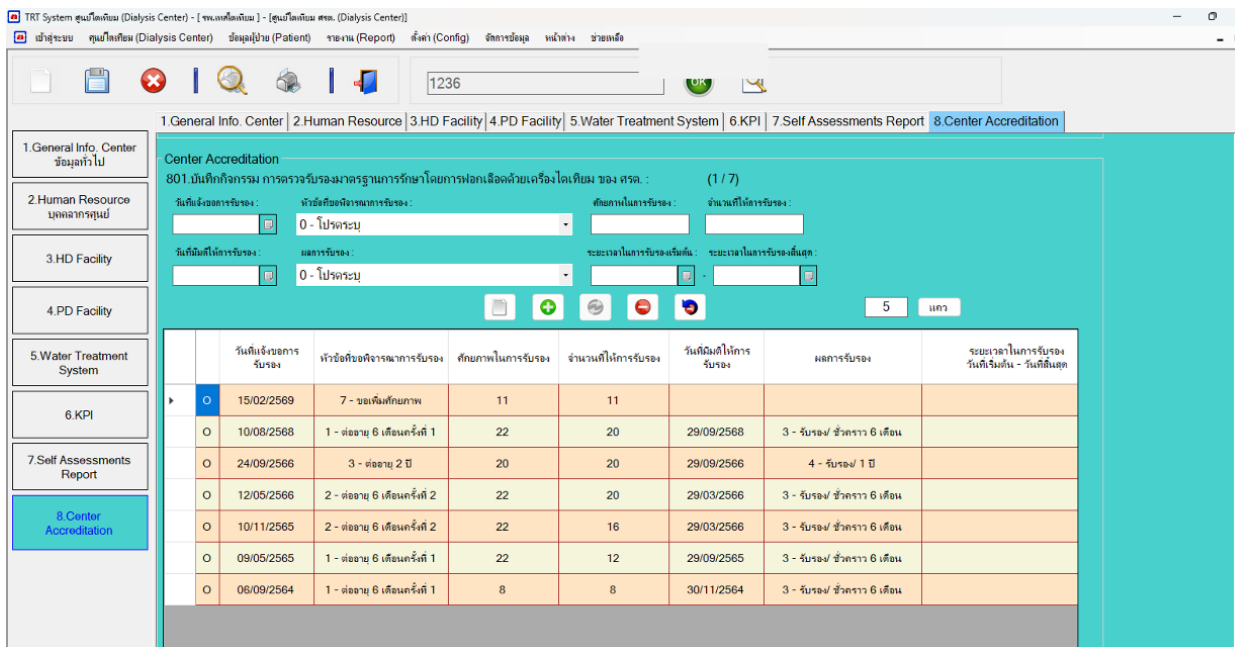 TRT System ศูนย์ไตเทียม (Dialysis Center) - [ รพ.เทคโตเทียม ] - [ศูนย์ไตเทียม ศรต. (Dialysis Center)]
เข้าสู่ระบบ ศูนย์ไตเทียม (Dialysis Center) ข้อมูลผู้ป่วย (Patient) รายงาน (Report) ตั้งค่า (Config) จัดการข้อมูล หน้าต่าง ช่วยเหลือ
1236
OK
1.General Info. Center 2.Human Resource 3.HD Facility 4.PD Facility 5.Water Treatment System 6.KPI 7.Self Assessments Report 8.Center Accreditation
1.General Info. Center
ข้อมูลทั่วไป
2.Human Resource
บุคคลากรศูนย์
3.HD Facility
4.PD Facility
5.Water Treatment
System
6.KPI
7.Self Assessments
Report
8.Center
Accreditation
Center Accreditation
801.บันทึกกิจกรรม การตรวจรับรองมาตรฐานการรักษาโดยการฟอกเลือดด้วยเครื่องไตเทียม ของ ศรต. : (1 / 7)
วันที่แจ้งขอการรับรอง : หัวข้อที่ขอพิจารณาการรับรอง : ศักยภาพในการรับรอง : จำนวนที่ให้การรับรอง :
0 - โปรดระบุ
วันที่มีมติให้การรับรอง : ผลการรับรอง : ระยะเวลาในการรับรองเริ่มต้น : ระยะเวลาในการรับรองสิ้นสุด :
0 - โปรดระบุ -
5 แถว
วันที่แจ้งขอการรับรอง หัวข้อที่ขอพิจารณาการรับรอง ศักยภาพในการรับรอง จำนวนที่ให้การรับรอง วันที่มีมติให้การรับรอง ผลการรับรอง ระยะเวลาในการรับรอง วันที่เริ่มต้น - วันที่สิ้นสุด
O 15/02/2569 7 - ขอเพิ่มศักยภาพ 11 11
O 10/08/2568 1 - ต่ออายุ 6 เดือนครั้งที่ 1 22 20 29/09/2568 3 - รับรอง/ ชั่วคราว 6 เดือน
O 24/09/2566 3 - ต่ออายุ 2 ปี 20 20 29/09/2566 4 - รับรอง/ 1 ปี
O 12/05/2566 2 - ต่ออายุ 6 เดือนครั้งที่ 2 22 20 29/03/2566 3 - รับรอง/ ชั่วคราว 6 เดือน
O 10/11/2565 2 - ต่ออายุ 6 เดือนครั้งที่ 2 22 16 29/03/2566 3 - รับรอง/ ชั่วคราว 6 เดือน
O 09/05/2565 1 - ต่ออายุ 6 เดือนครั้งที่ 1 22 12 29/09/2565 3 - รับรอง/ ชั่วคราว 6 เดือน
O 06/09/2564 1 - ต่ออายุ 6 เดือนครั้งที่ 1 8 8 30/11/2564 3 - รับรอง/ ชั่วคราว 6 เดือน